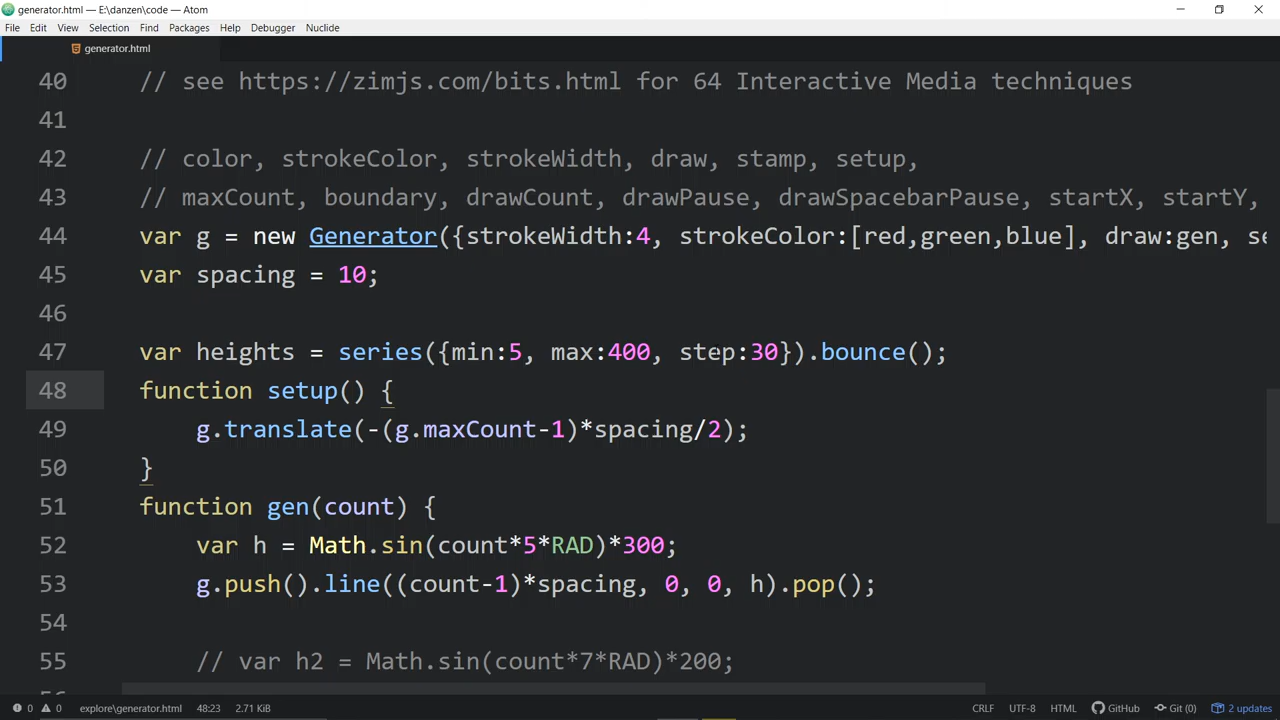 generator.html — E:\danzen\code — Atom
File Edit View Selection Find Packages Help Debugger Nuclide
generator.html
40 // see https://zimjs.com/bits.html for 64 Interactive Media techniques
41
42 // color, strokeColor, strokeWidth, draw, stamp, setup,
43 // maxCount, boundary, drawCount, drawPause, drawSpacebarPause, startX, startY,
44 var g = new Generator({strokeWidth:4, strokeColor:[red,green,blue], draw:gen, se
45 var spacing = 10;
46
47 var heights = series({min:5, max:400, step:30}).bounce();
48 function setup() {
49 g.translate(-(g.maxCount-1)*spacing/2);
50 }
51 function gen(count) {
52 var h = Math.sin(count*5*RAD)*300;
53 g.push().line((count-1)*spacing, 0, 0, h).pop();
54
55 // var h2 = Math.sin(count*7*RAD)*200;
0 0 explore\generator.html 48:23 2.71 KiB CRLF UTF-8 HTML GitHub Git (0) 2 updates